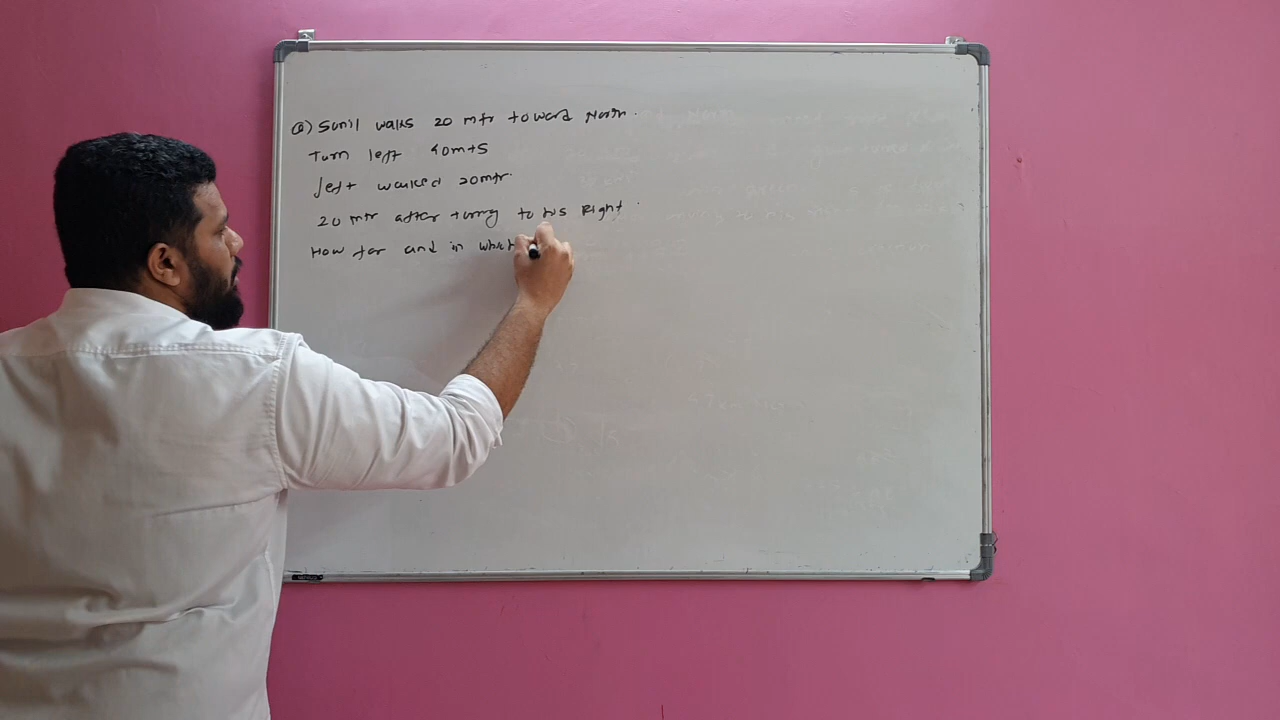 Q) Sunil walks 20 mtr toward North.
Turn left 40mts
left walked 20mtr.
20 mtr after turng to his Right.
How far and in which